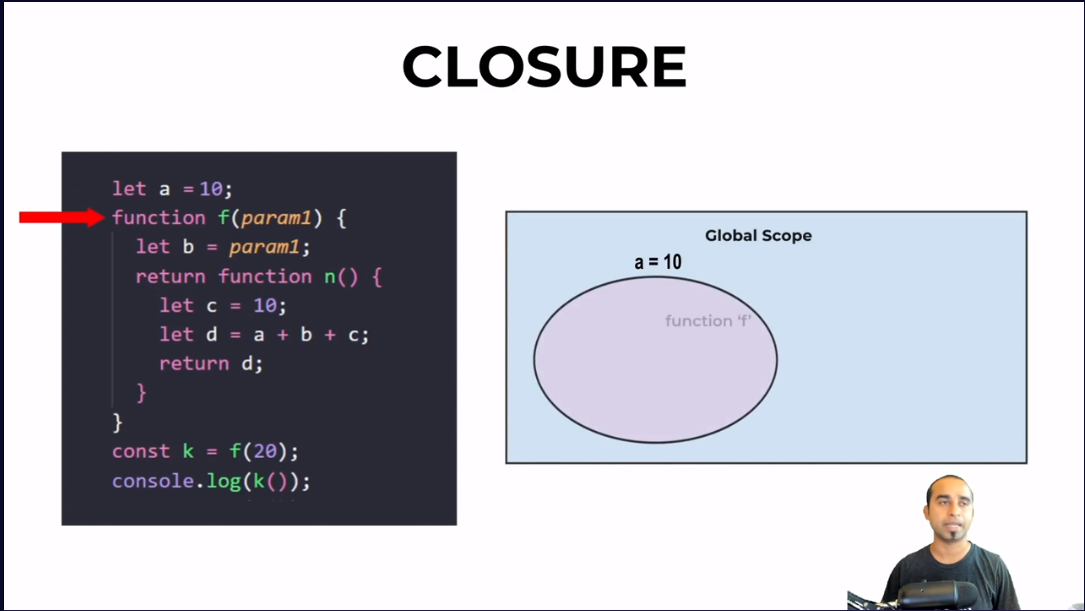 CLOSURE
let a = 10;
function f(param1) {
let b = param1;
return function n() {
let c = 10;
let d = a + b + c;
return d;
}
}
const k = f(20);
console.log(k());
Global Scope
a = 10
function ‘f’